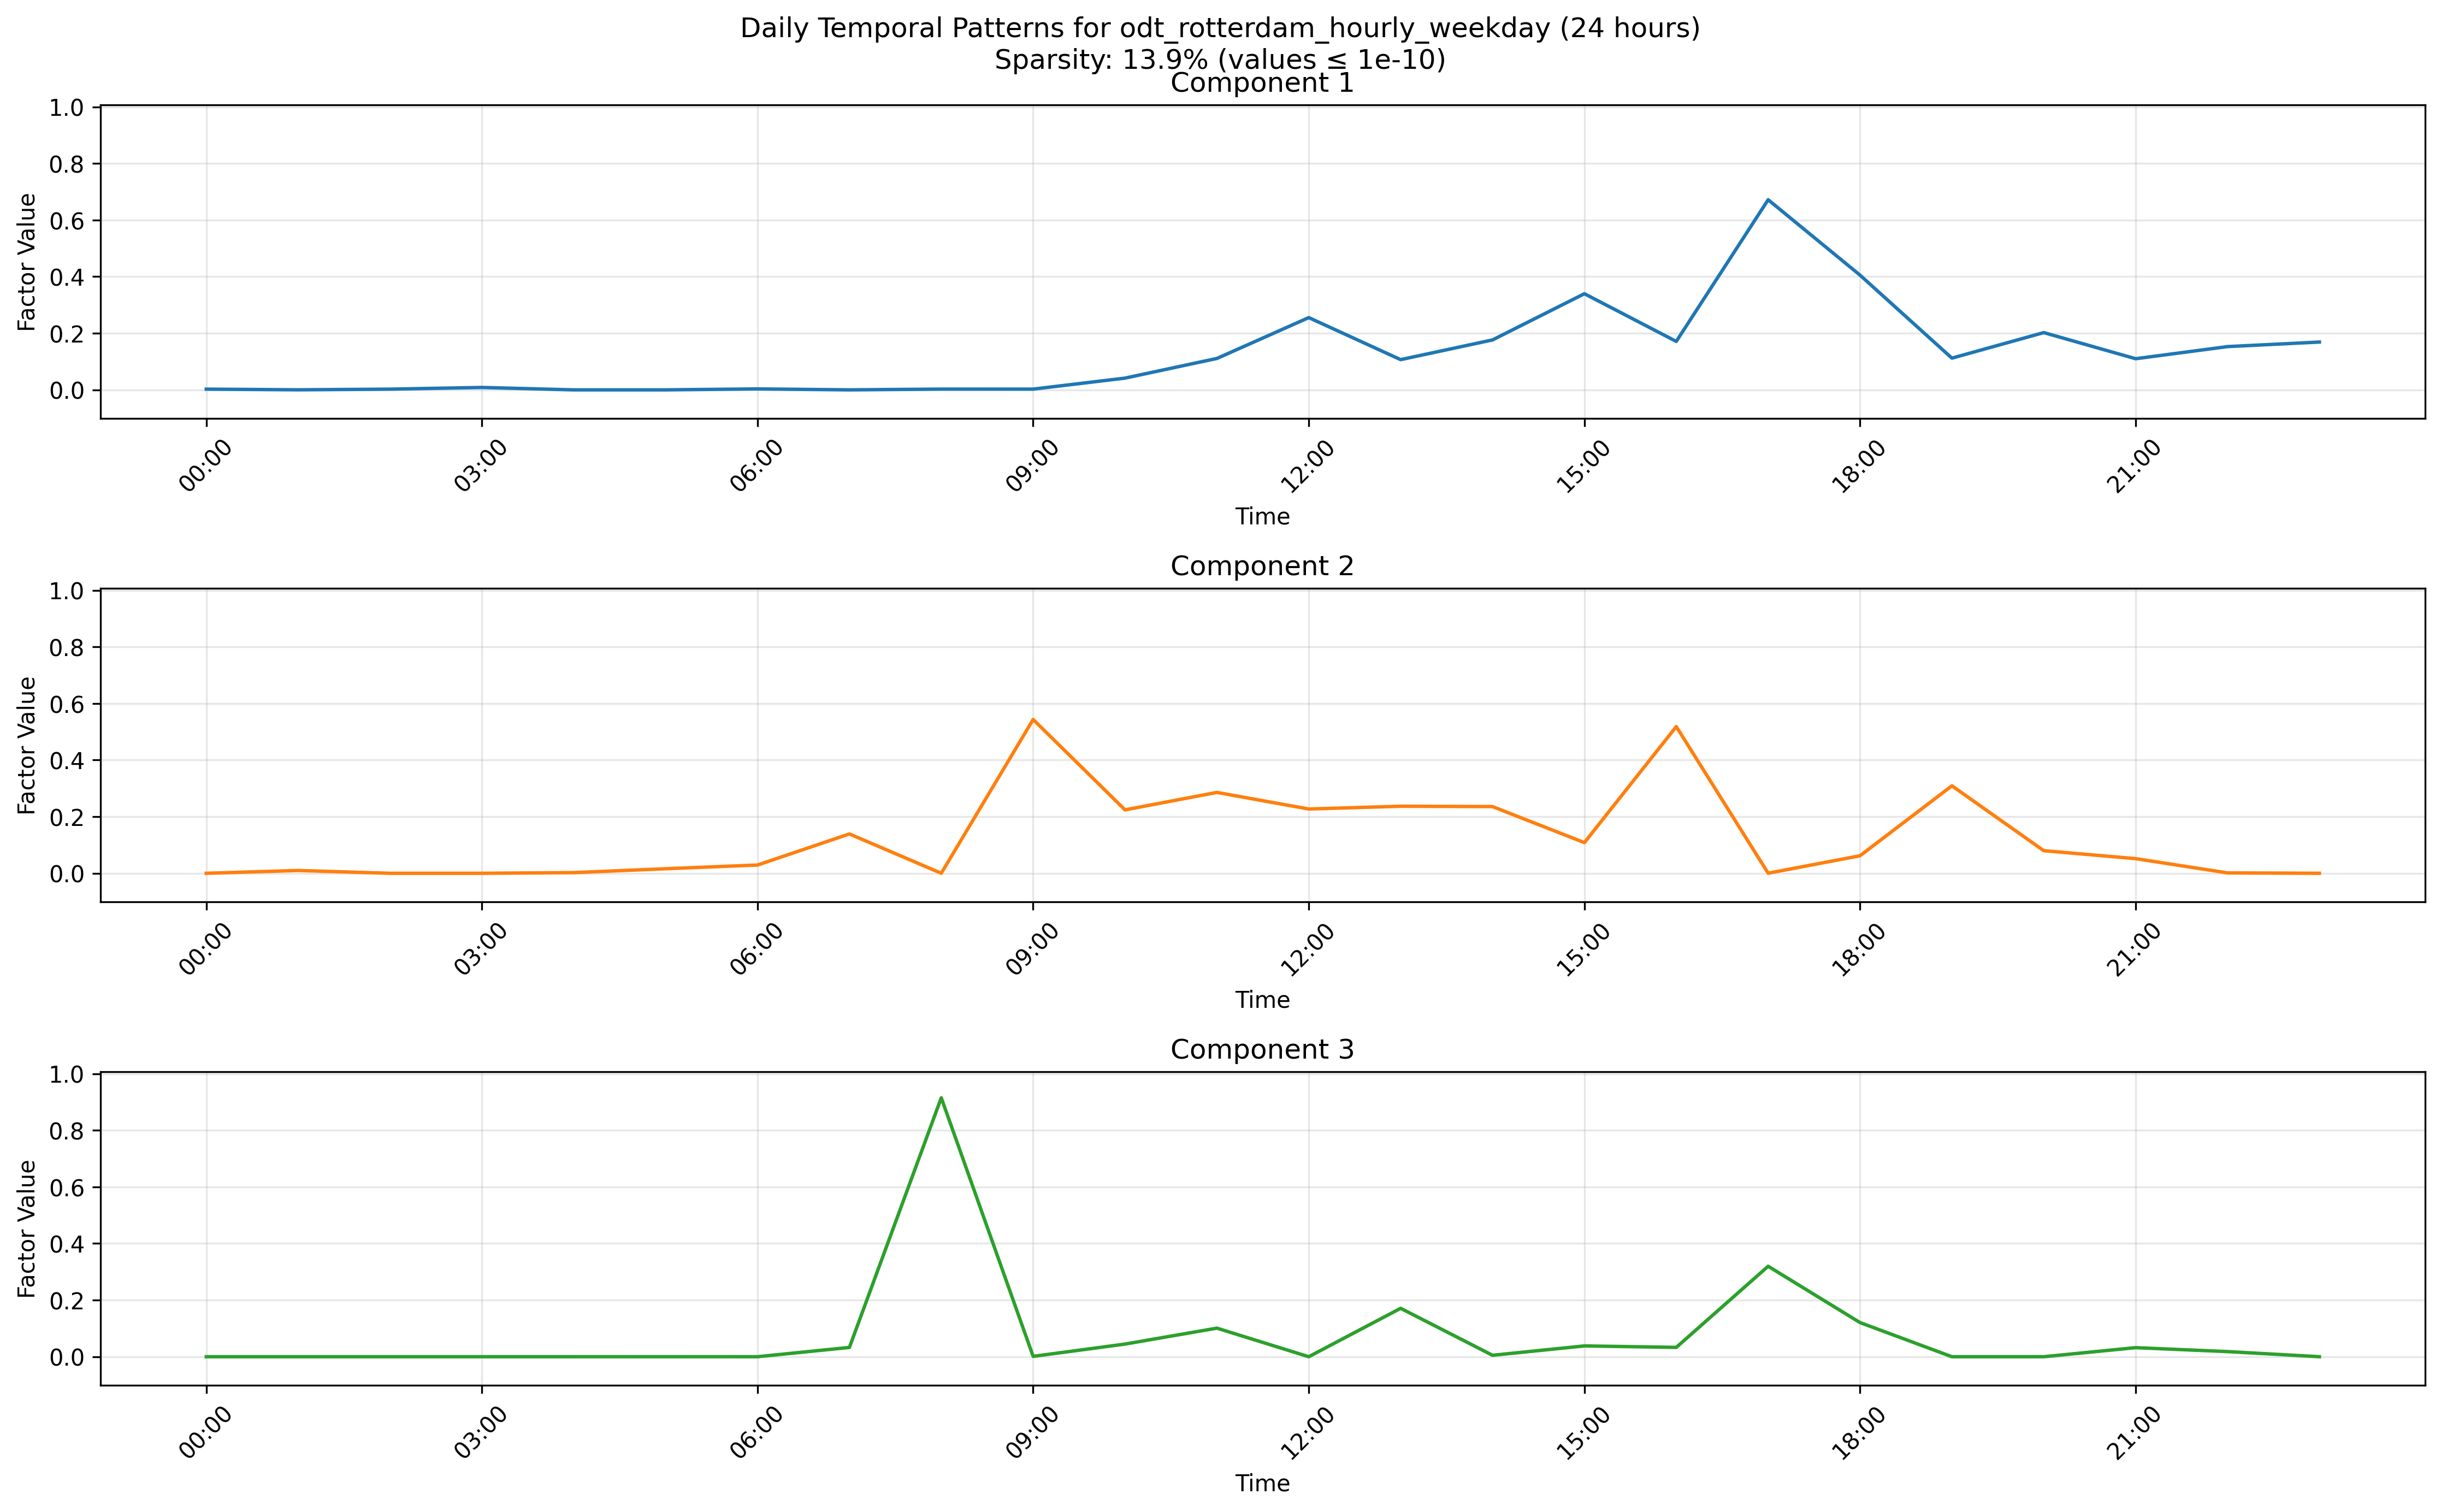 Daily Temporal Patterns for odt_rotterdam_hourly_weekday (24 hours)
Sparsity: 13.9% (values ≤ 1e-10)
Component 1
1.0
0.8
0.6
0.4
0.2
0.0
Factor Value
00:00 03:00 06:00 09:00 12:00 15:00 18:00 21:00
Time
Component 2
1.0
0.8
0.6
0.4
0.2
0.0
Factor Value
00:00 03:00 06:00 09:00 12:00 15:00 18:00 21:00
Time
Component 3
1.0
0.8
0.6
0.4
0.2
0.0
Factor Value
00:00 03:00 06:00 09:00 12:00 15:00 18:00 21:00
Time